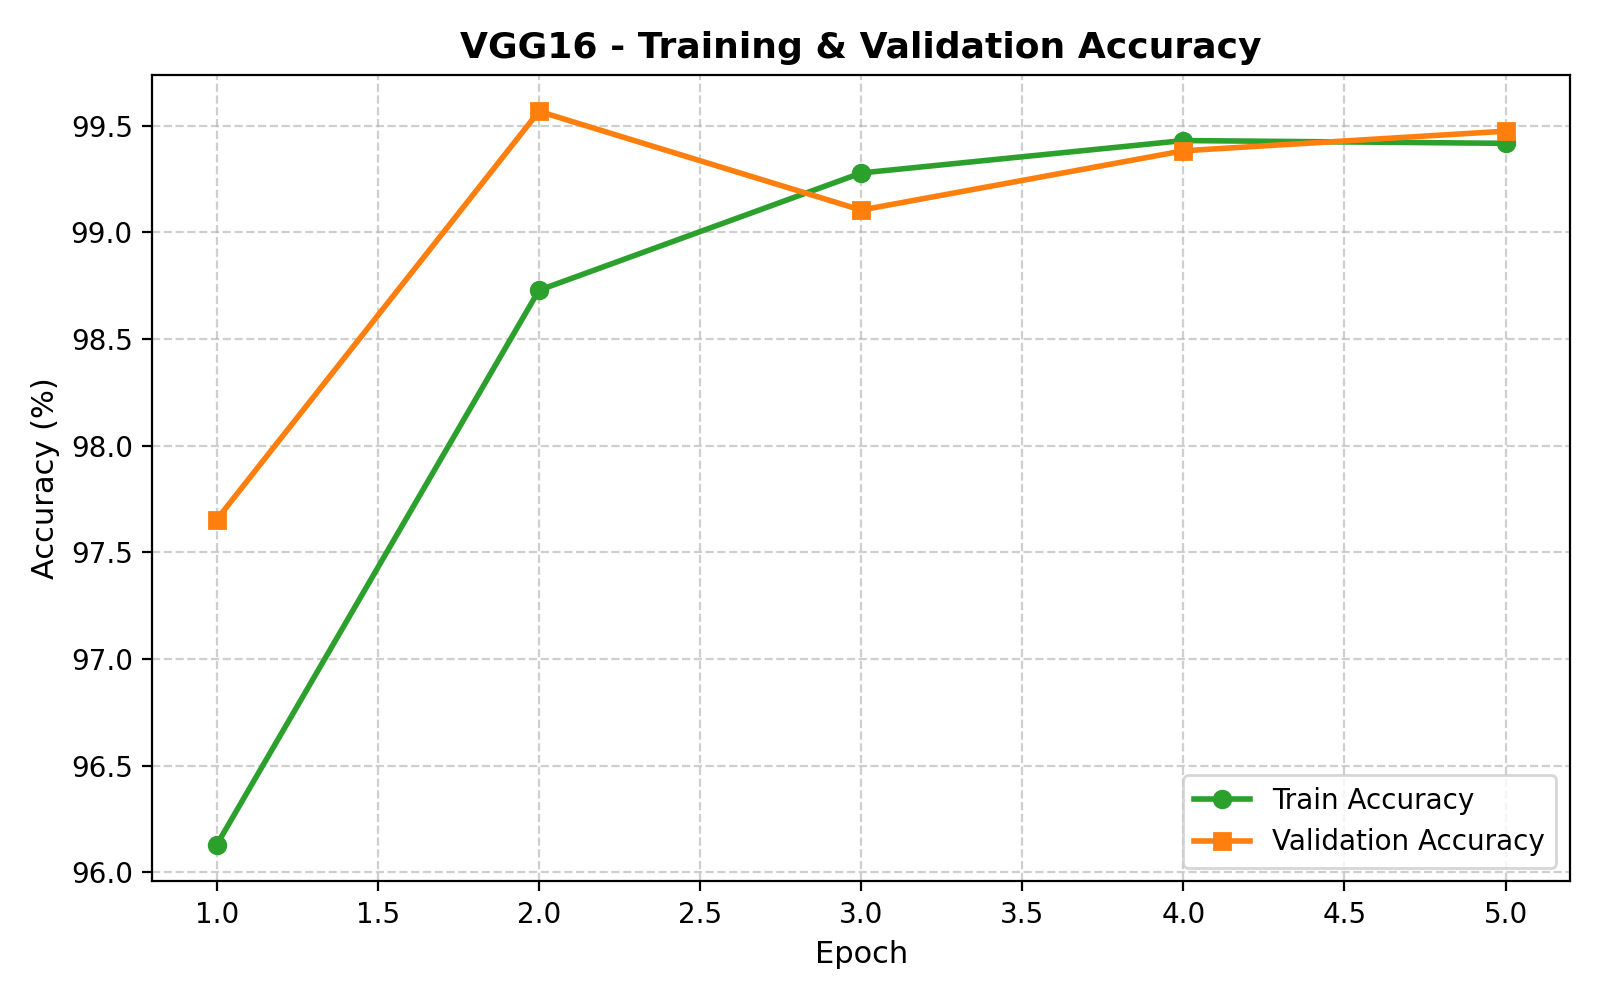 VGG16 - Training & Validation Accuracy
99.5
99.0
98.5
98.0
97.5
97.0
96.5
96.0
Accuracy (%)
Train Accuracy
Validation Accuracy
1.0 1.5 2.0 2.5 3.0 3.5 4.0 4.5 5.0
Epoch